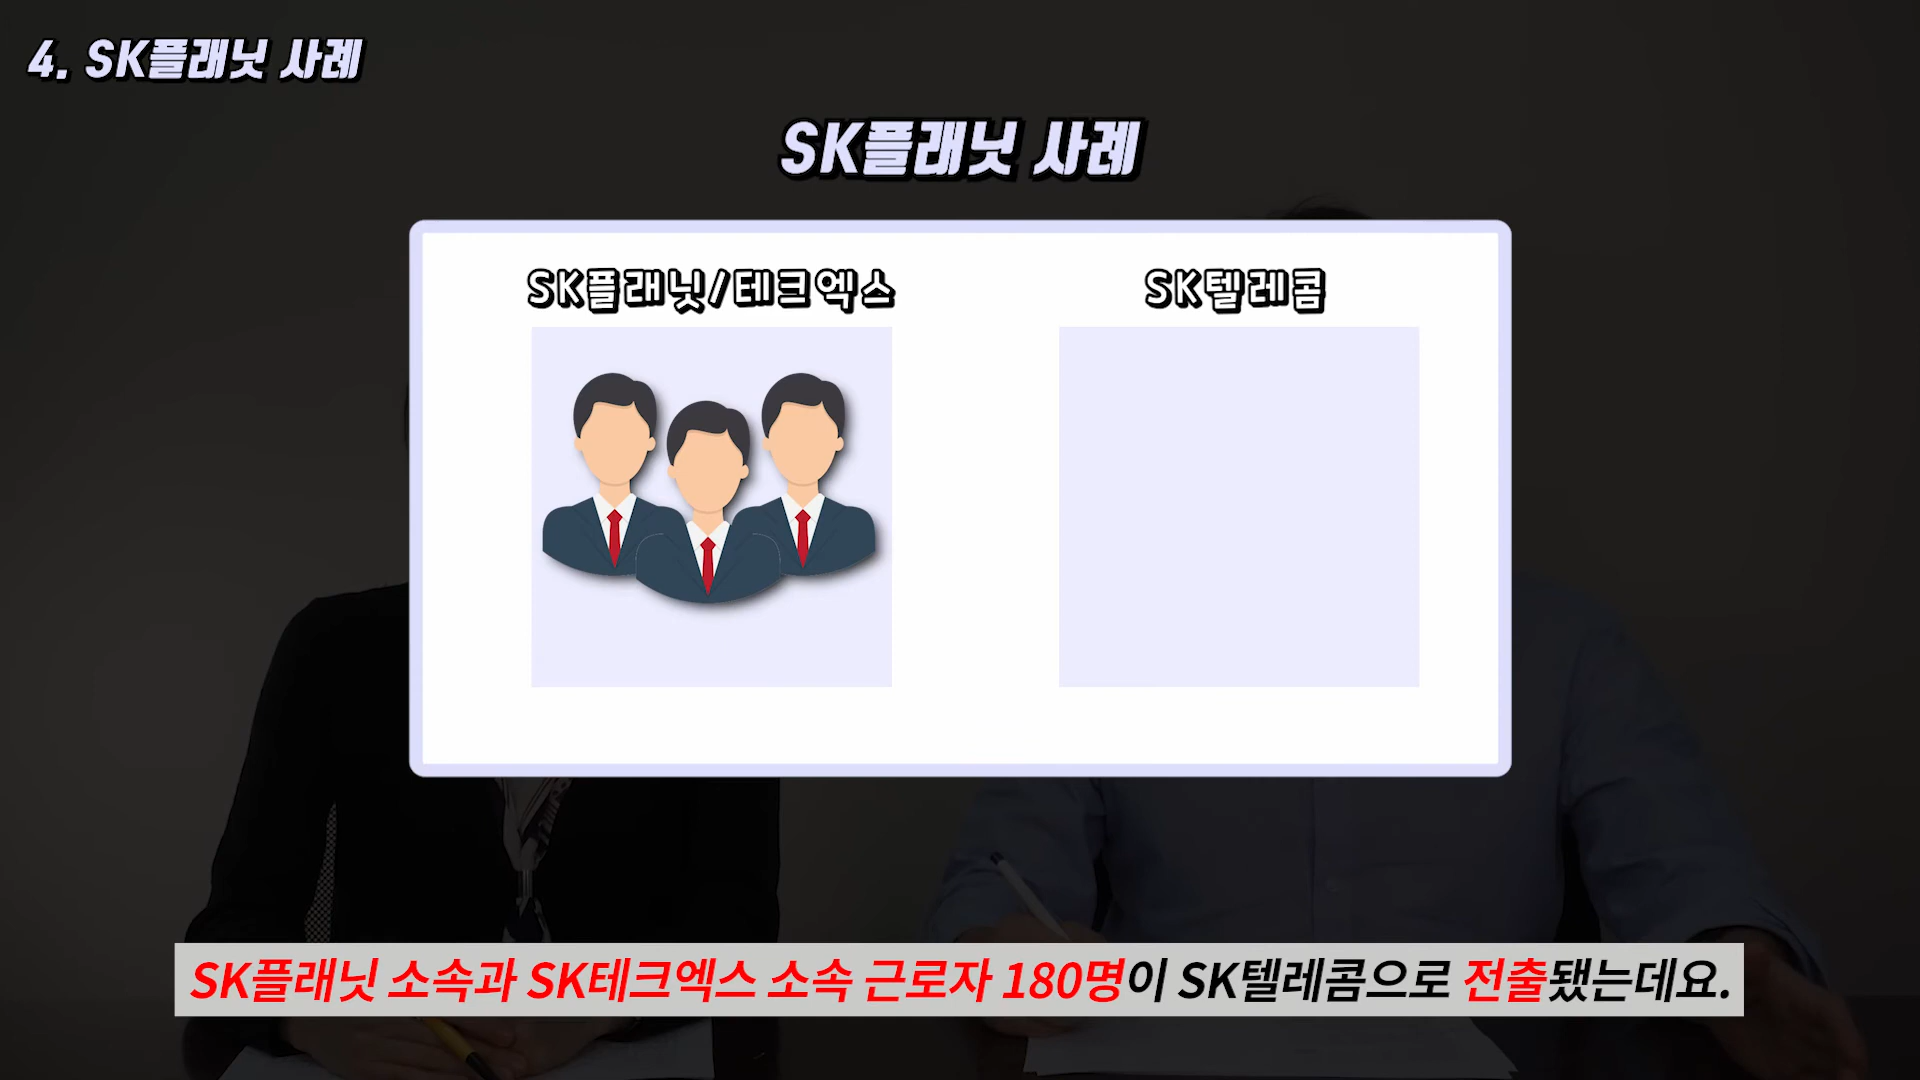 4. SK플래닛 사례
SK플래닛 사례
SK플래닛/테크엑스
SK텔레콤
SK플래닛 소속과 SK테크엑스 소속 근로자 180명이 SK텔레콤으로 전출됐는데요.